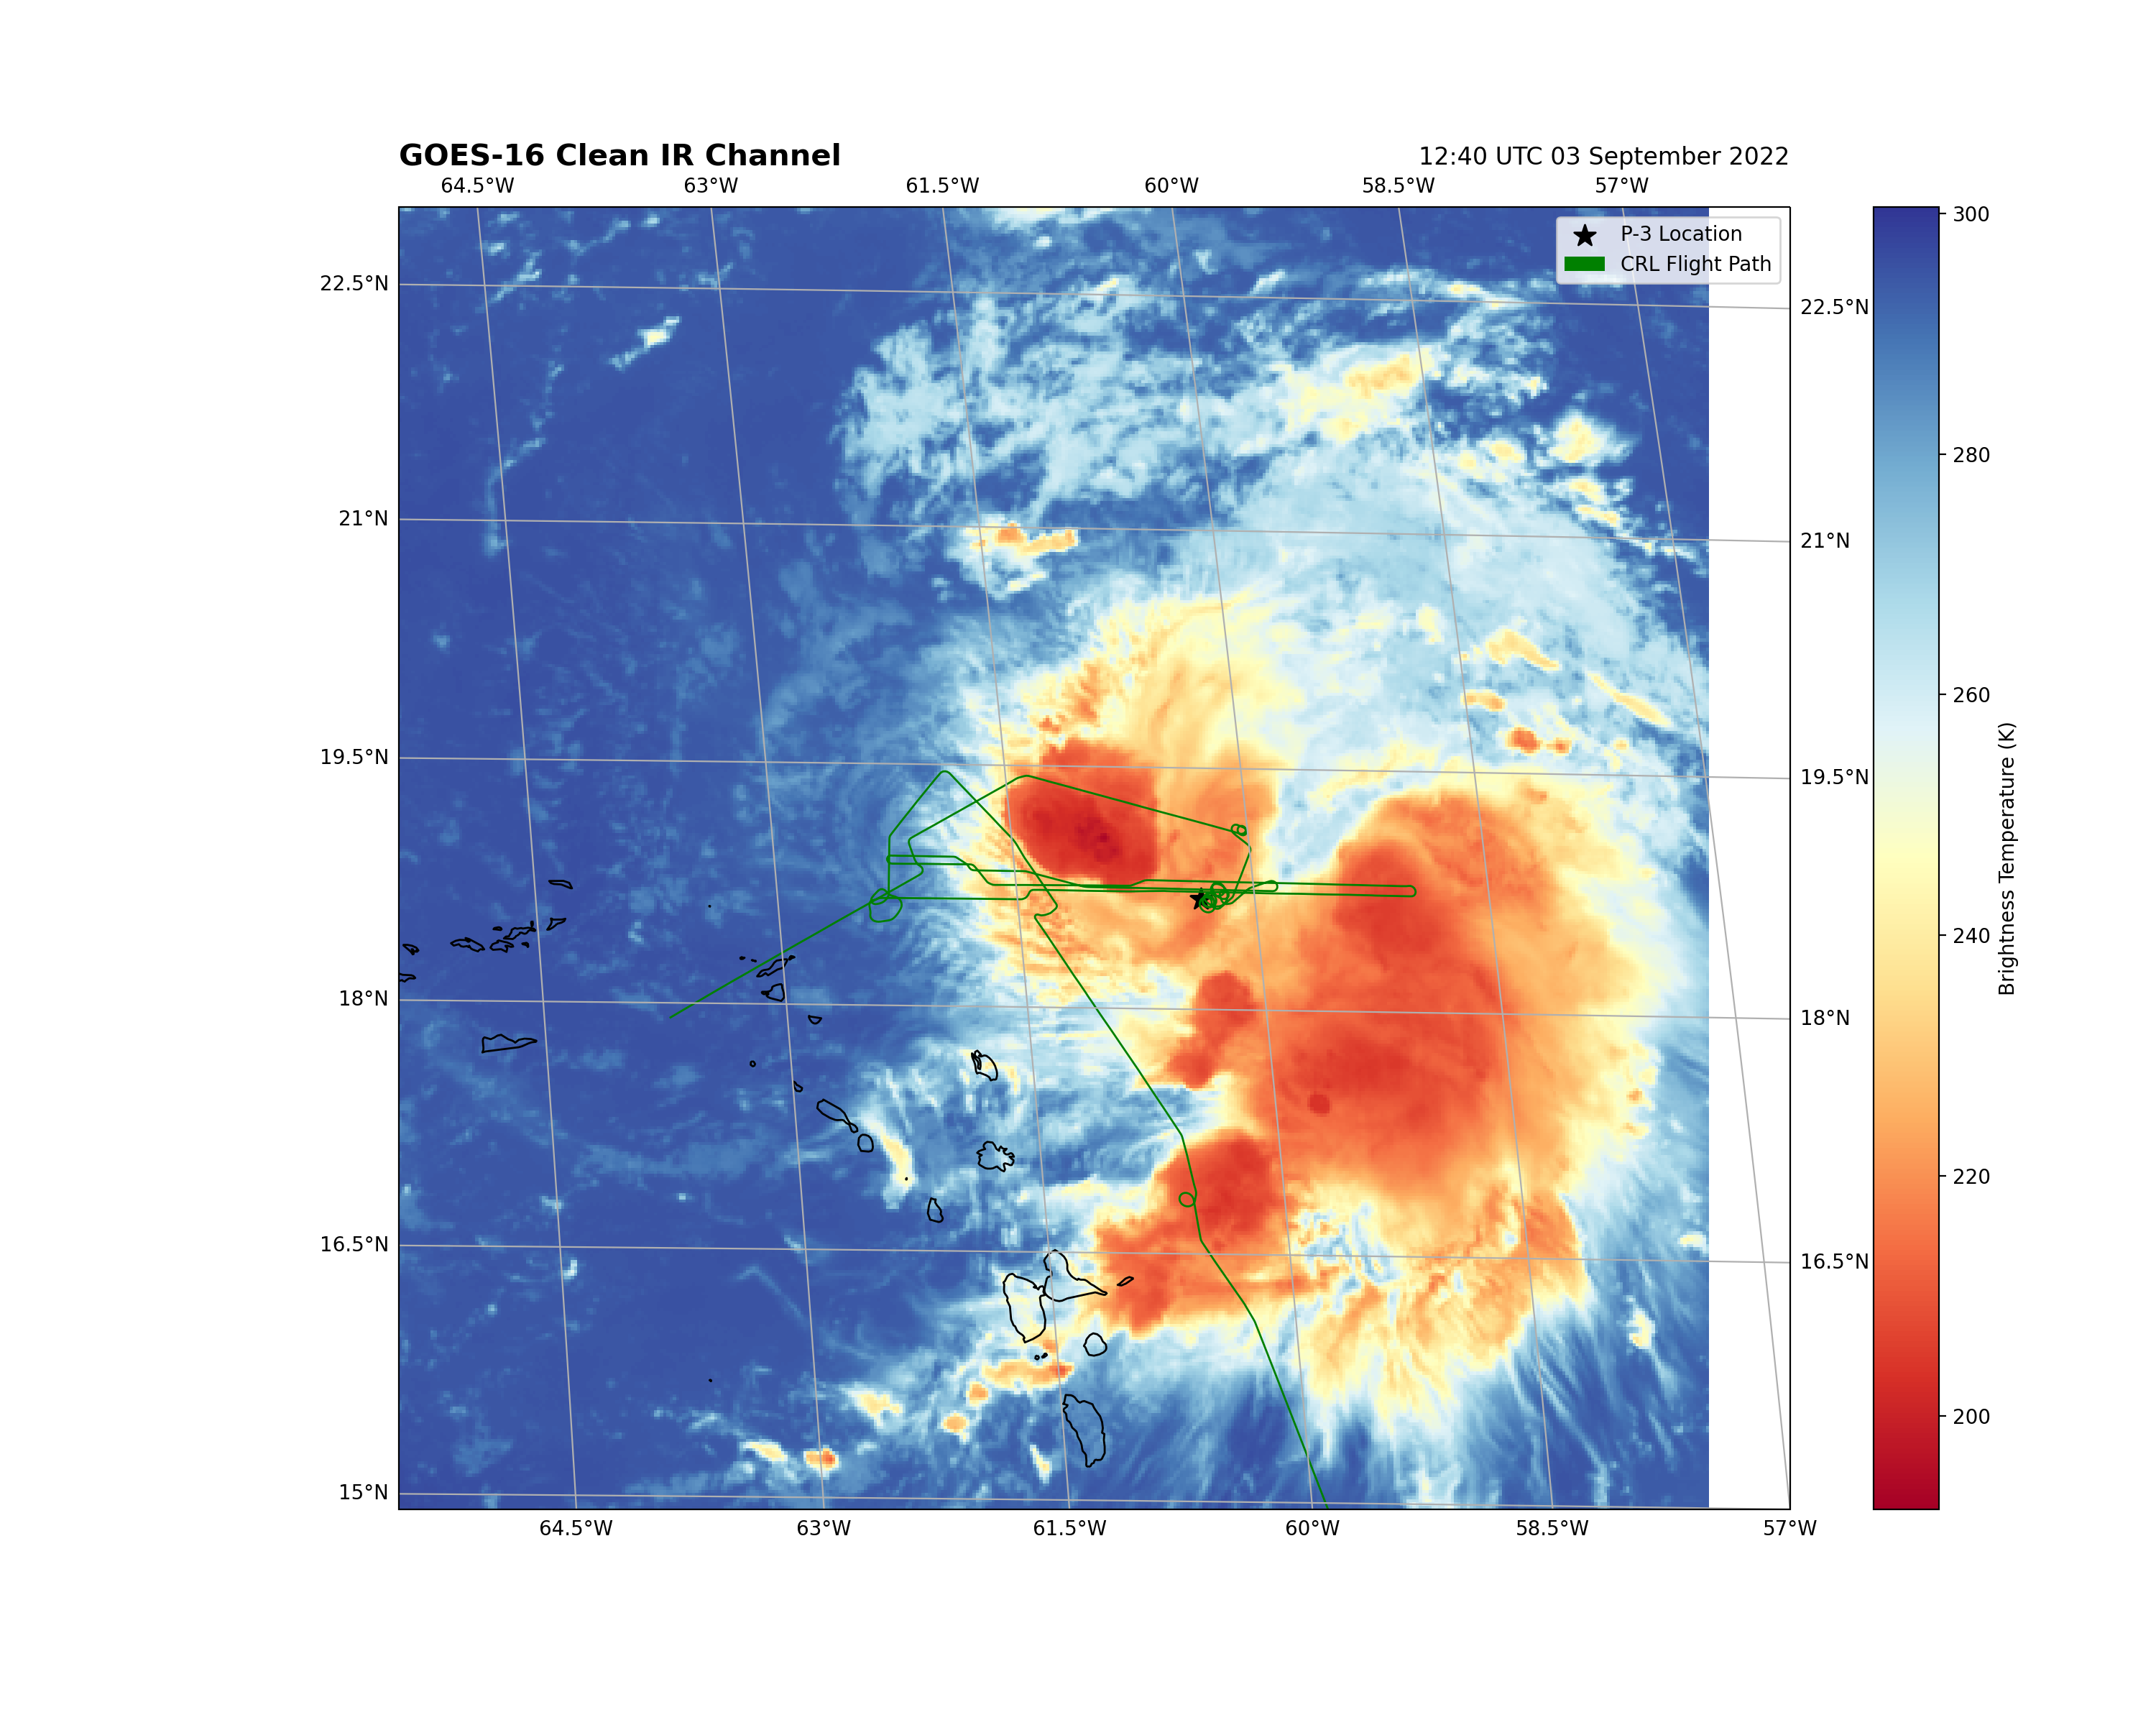 GOES-16 Clean IR Channel
12:40 UTC 03 September 2022
64.5°W 63°W 61.5°W 60°W 58.5°W 57°W
P-3 Location
CRL Flight Path
22.5°N
22.5°N
21°N
21°N
19.5°N
19.5°N
18°N
18°N
16.5°N
16.5°N
15°N
64.5°W 63°W 61.5°W 60°W 58.5°W 57°W
300
280
260
240
220
200
Brightness Temperature (K)